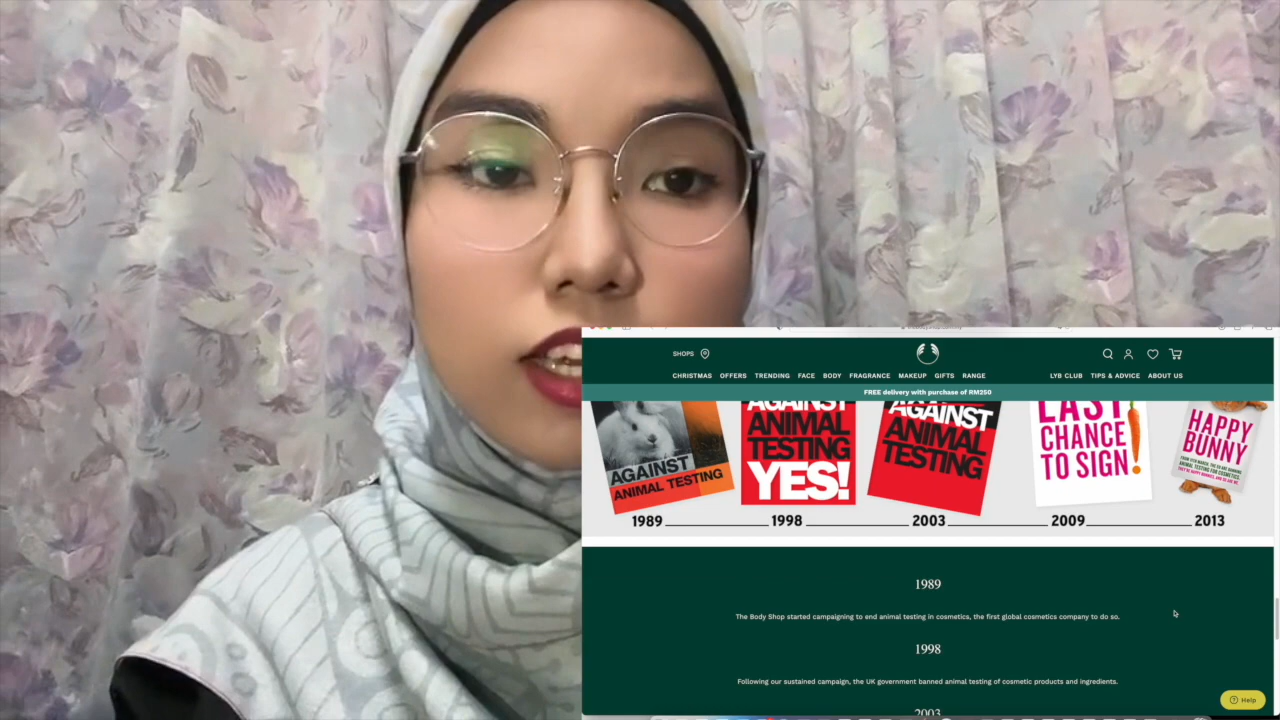 SHOPS
CHRISTMAS OFFERS TRENDING FACE BODY FRAGRANCE MAKEUP GIFTS RANGE LYB CLUB TIPS & ADVICE ABOUT US
FREE delivery with purchase of RM250
AGAINST
ANIMAL TESTING
AGAINST
ANIMAL
TESTING
YES!
AGAINST
ANIMAL
TESTING
LAST
CHANCE
TO SIGN!
HAPPY
BUNNY
1989 1998 2003 2009 2013
1989
The Body Shop started campaigning to end animal testing in cosmetics, the first global cosmetics company to do so.
1998
Following our sustained campaign, the UK government banned animal testing of cosmetic products and ingredients.
2003
Help